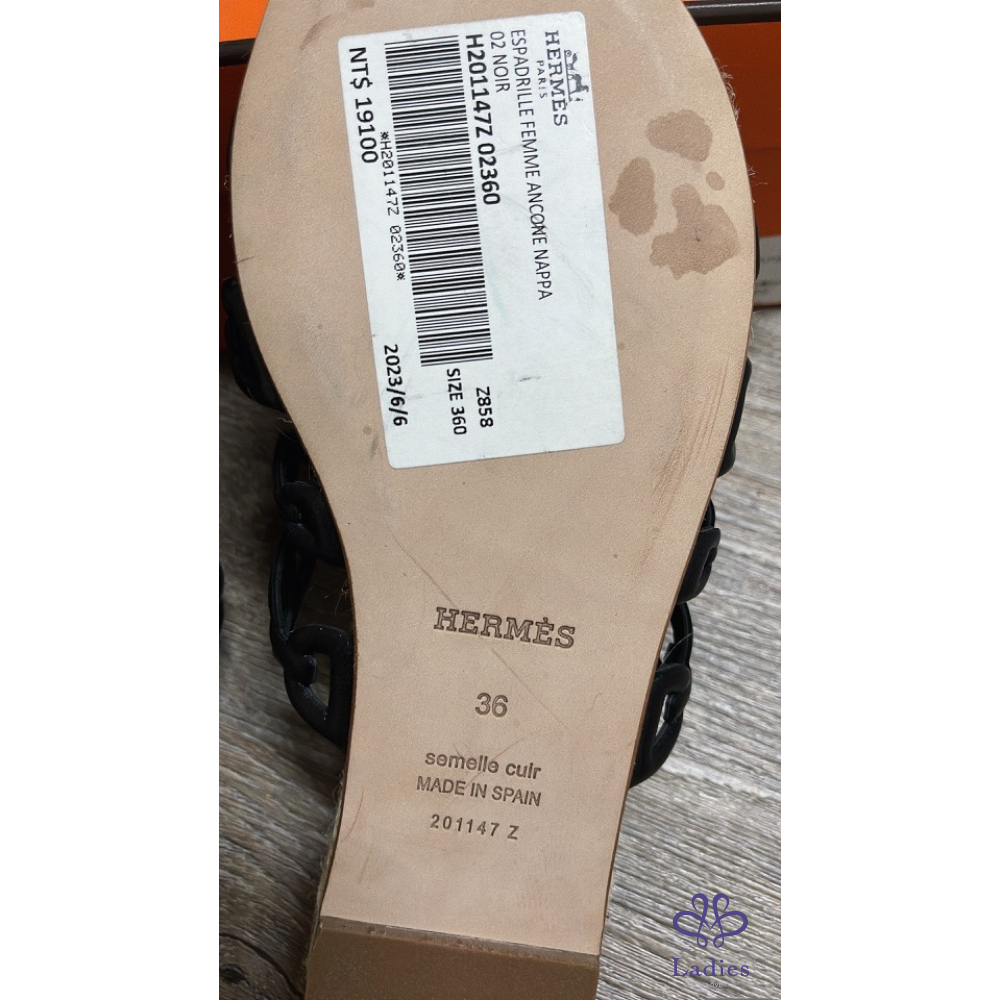 HERMÈS
PARIS
ESPADRILLE FEMME ANCONE NAPPA
02 NOIR
H201147Z 02360
Z858
SIZE 360
*H201147Z 02360*
NT$ 19100
2023/6/6
HERMÈS
36
semelle cuir
MADE IN SPAIN
201147 Z
Ladies